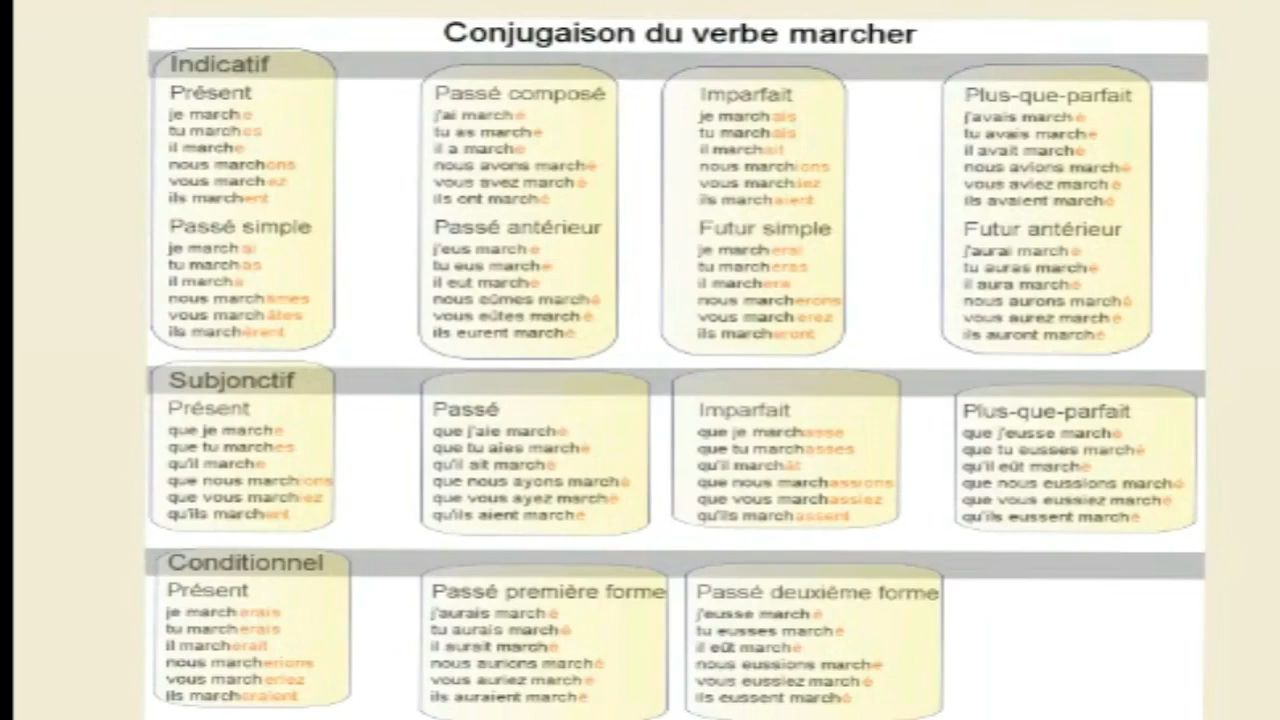 Conjugaison du verbe marcher
Indicatif
Présent
je marche
tu marches
il marche
nous marchons
vous marchez
ils marchent
Passé composé
j'ai marché
tu as marché
il a marché
nous avons marché
vous avez marché
ils ont marché
Imparfait
je marchais
tu marchais
il marchait
nous marchions
vous marchiez
ils marchaient
Plus-que-parfait
j'avais marché
tu avais marché
il avait marché
nous avions marché
vous aviez marché
ils avaient marché
Passé simple
je marchai
tu marchas
il marcha
nous marchâmes
vous marchâtes
ils marchèrent
Passé antérieur
j'eus marché
tu eus marché
il eut marché
nous eûmes marché
vous eûtes marché
ils eurent marché
Futur simple
je marcherai
tu marcheras
il marchera
nous marcherons
vous marcherez
ils marcheront
Futur antérieur
j'aurai marché
tu auras marché
il aura marché
nous aurons marché
vous aurez marché
ils auront marché
Subjonctif
Présent
que je marche
que tu marches
qu'il marche
que nous marchions
que vous marchiez
qu'ils marchent
Passé
que j'aie marché
que tu aies marché
qu'il ait marché
que nous ayons marché
que vous ayez marché
qu'ils aient marché
Imparfait
que je marchasse
que tu marchasses
qu'il marchât
que nous marchassions
que vous marchassiez
qu'ils marchassent
Plus-que-parfait
que j'eusse marché
que tu eusses marché
qu'il eût marché
que nous eussions marché
que vous eussiez marché
qu'ils eussent marché
Conditionnel
Présent
je marcherais
tu marcherais
il marcherait
nous marcherions
vous marcheriez
ils marcheraient
Passé première forme
j'aurais marché
tu aurais marché
il aurait marché
nous aurions marché
vous auriez marché
ils auraient marché
Passé deuxième forme
j'eusse marché
tu eusses marché
il eût marché
nous eussions marché
vous eussiez marché
ils eussent marché